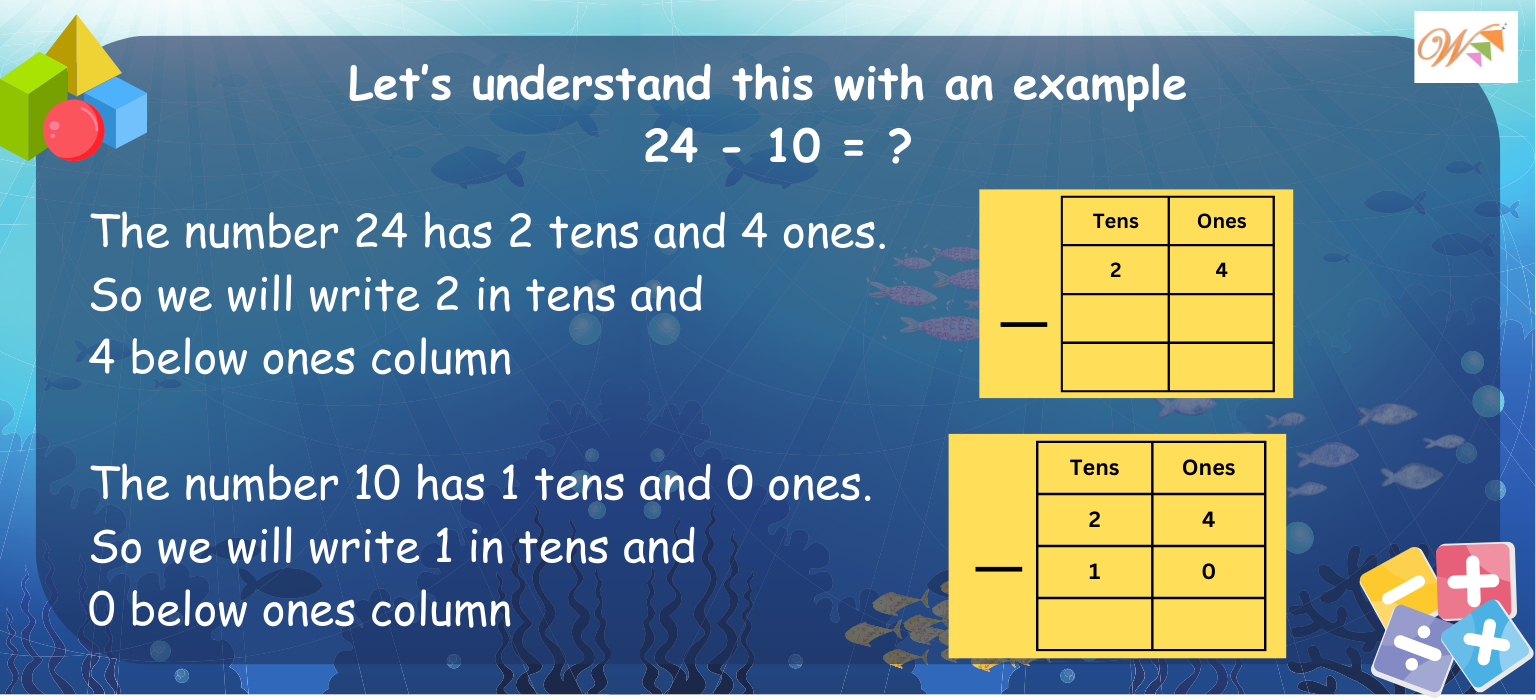 Let's understand this with an example
24 - 10 = ?
The number 24 has 2 tens and 4 ones.
So we will write 2 in tens and
4 below ones column
Tens Ones
2 4
—
The number 10 has 1 tens and 0 ones.
So we will write 1 in tens and
0 below ones column
Tens Ones
2 4
— 1 0
W